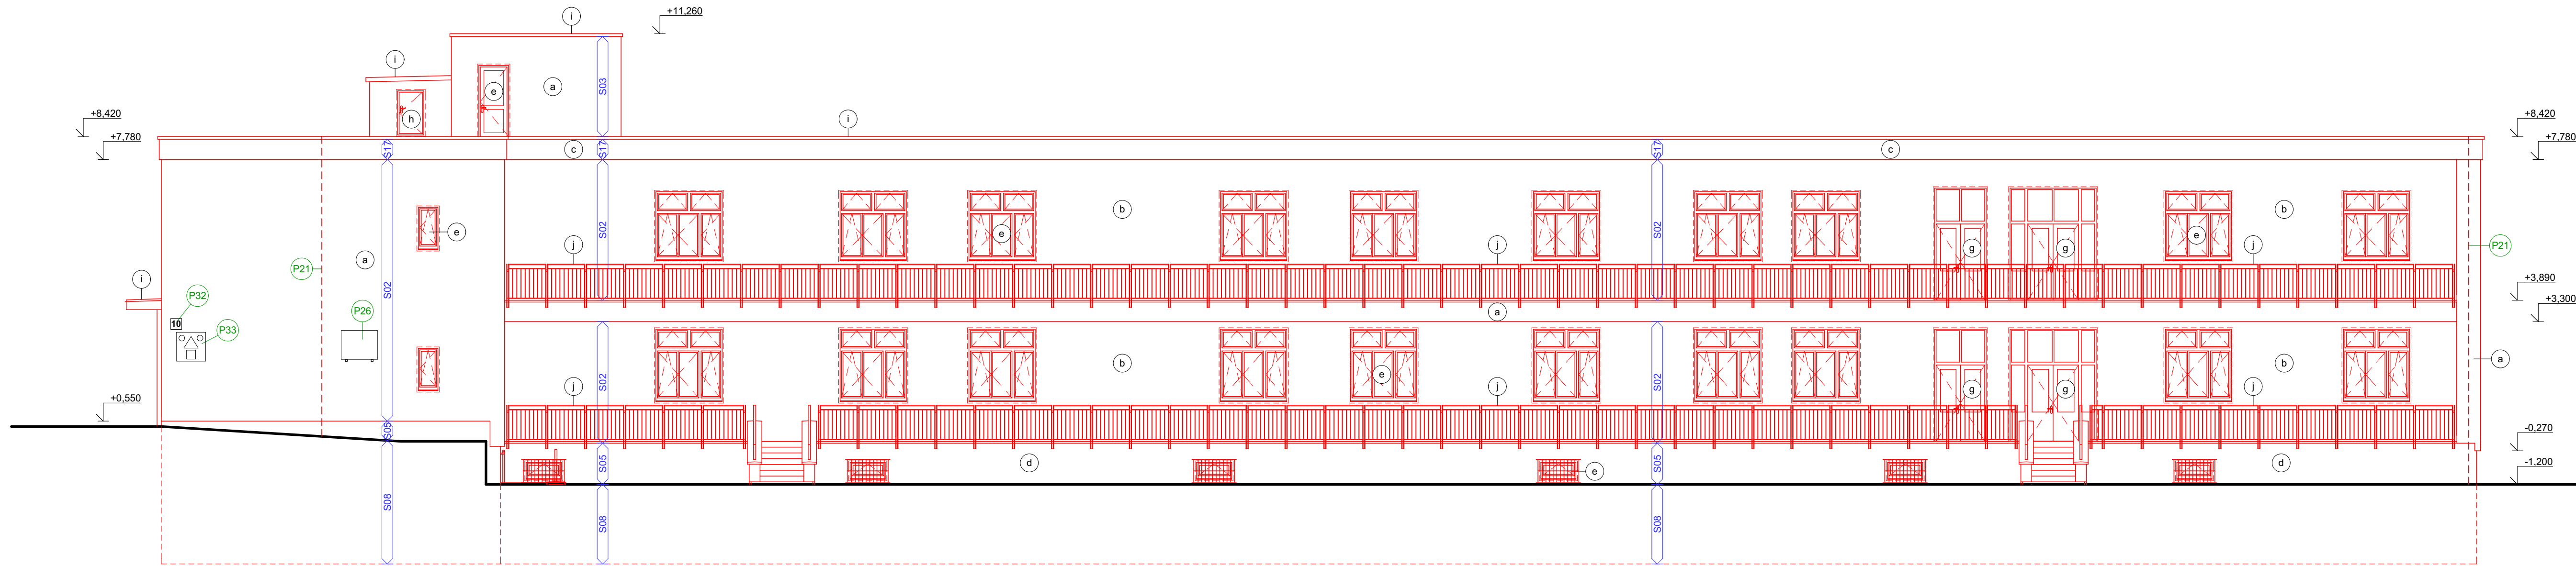 i
+11,260
i
e
a
S03
h
+8,420
i
+8,420
+7,780
S17
c
S17
S17
c
+7,780
b
b
e
S02
e
e
S02
S02
j
j
g
g
j
P21
a
P21
i
S02
+3,890
P32
+3,300
10
P26
a
P33
a
b
b
e
S02
S02
j
j
g
g
j
+0,550
S05
-0,270
S05
d
e
S05
d
-1,200
S08
S08
S08